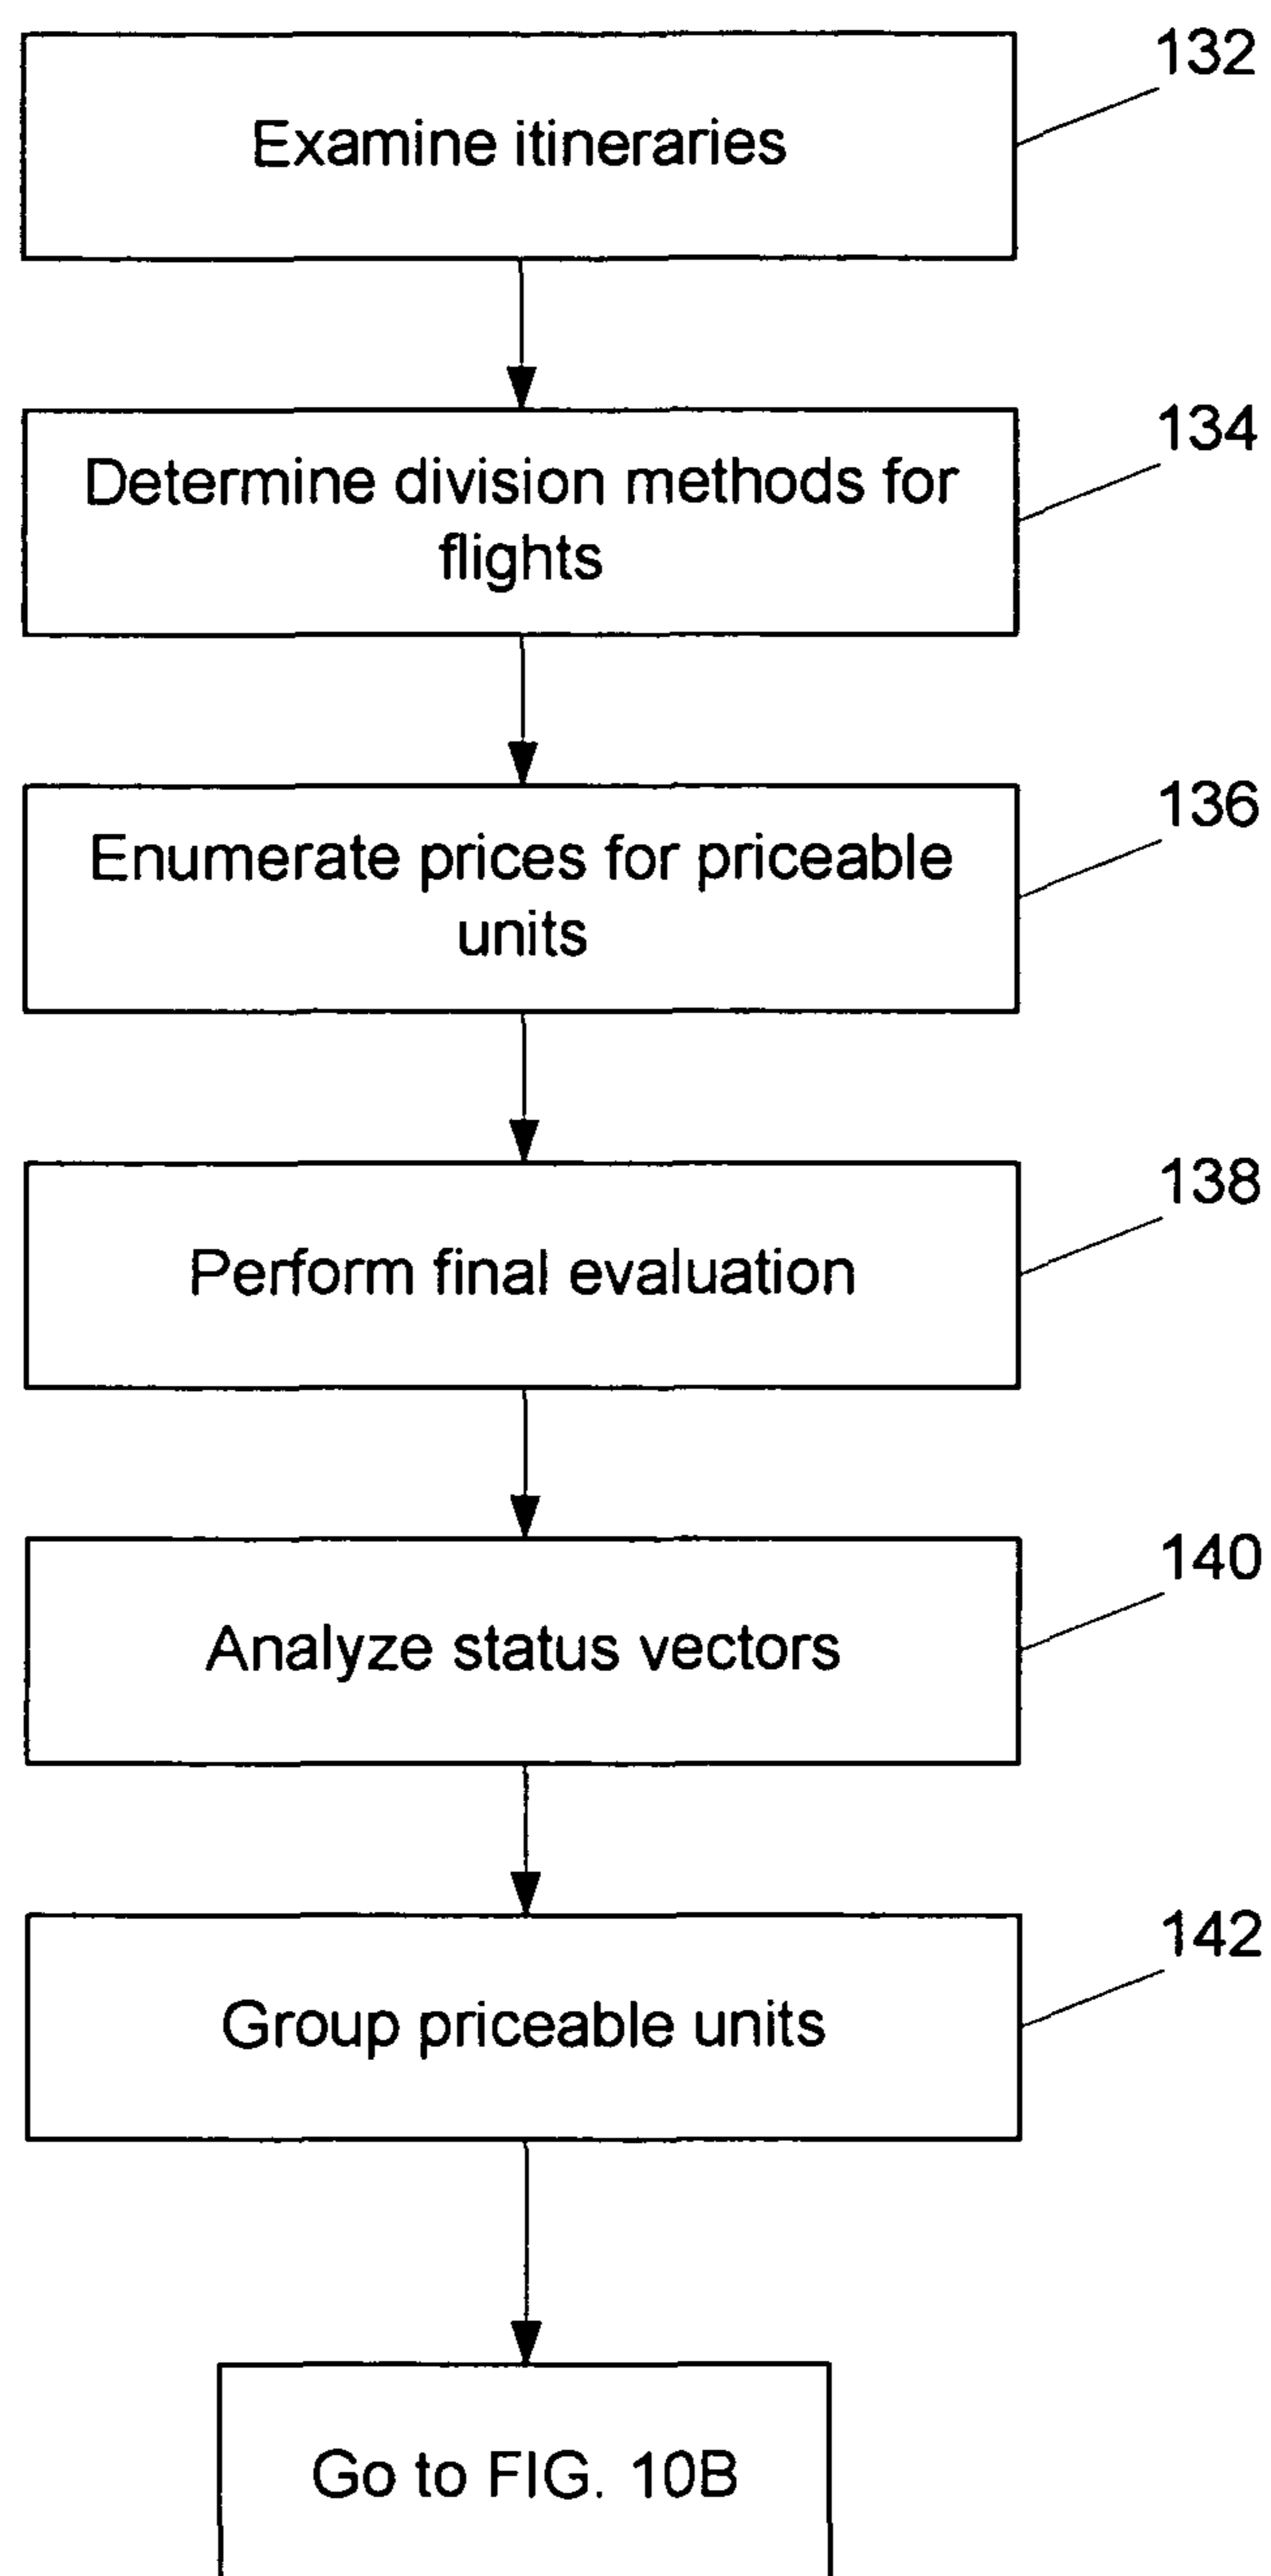 132
Examine itineraries
134
Determine division methods for
flights
136
Enumerate prices for priceable
units
138
Perform final evaluation
140
Analyze status vectors
142
Group priceable units
Go to FIG. 10B